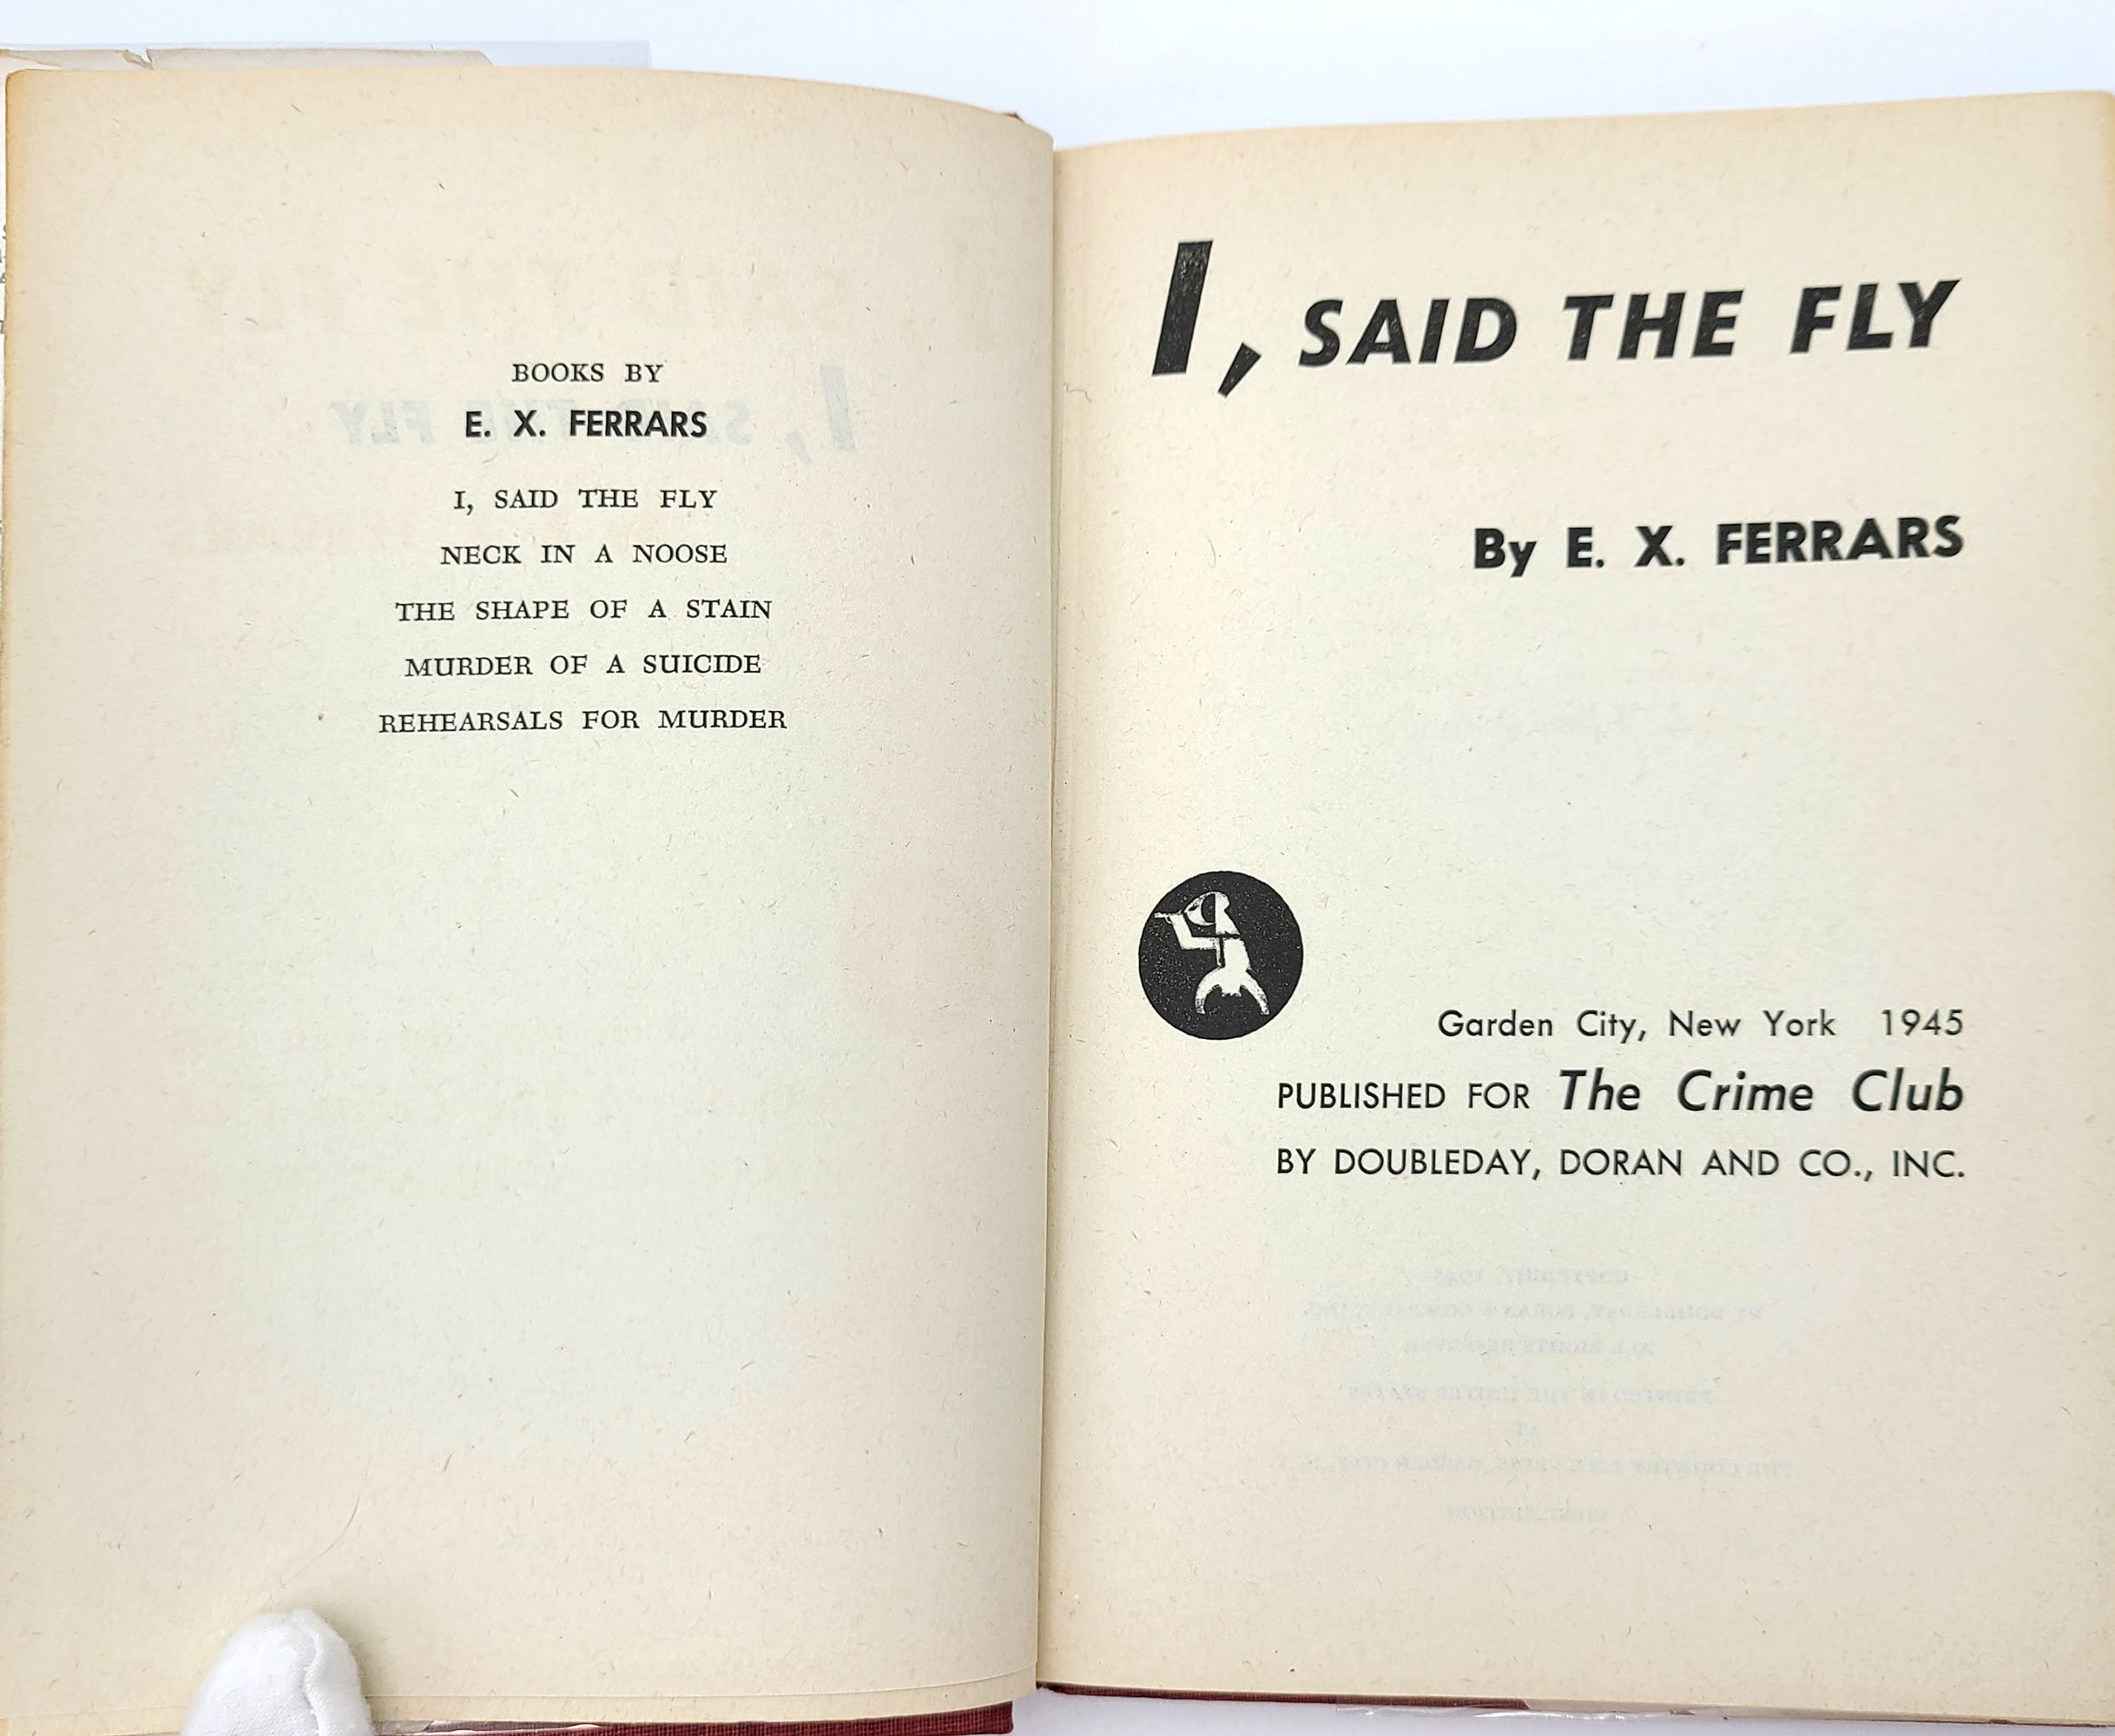 BOOKS BY
E. X. FERRARS
I, SAID THE FLY
NECK IN A NOOSE
THE SHAPE OF A STAIN
MURDER OF A SUICIDE
REHEARSALS FOR MURDER
I, SAID THE FLY
By E. X. FERRARS
Garden City, New York 1945
PUBLISHED FOR The Crime Club
BY DOUBLEDAY, DORAN AND CO., INC.